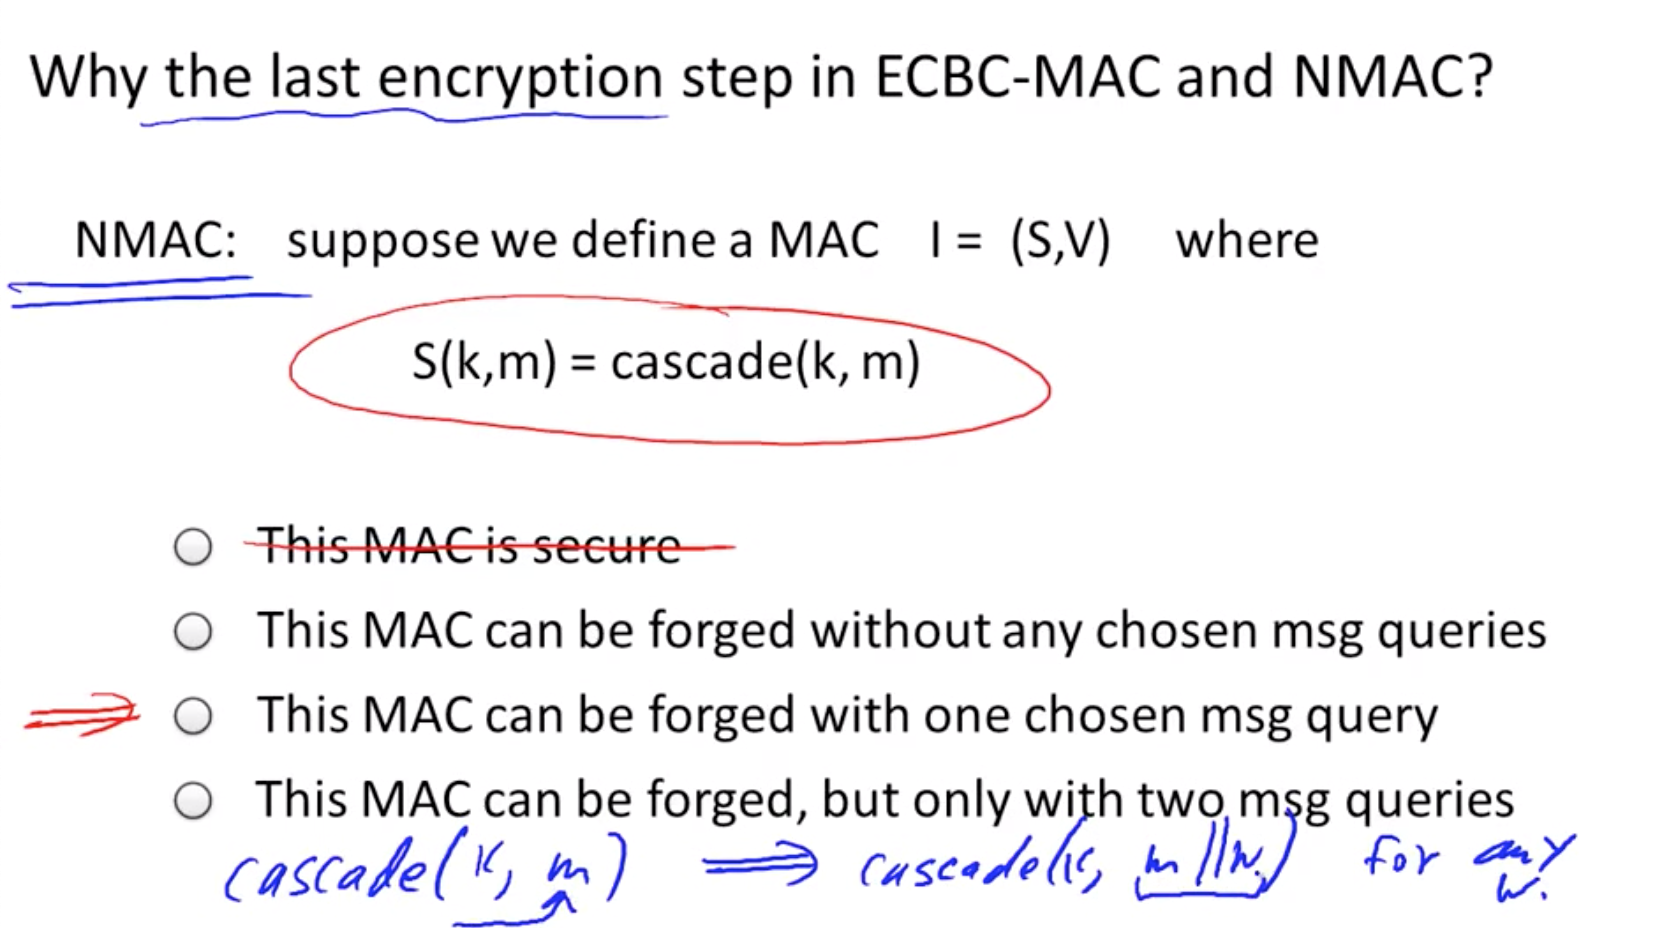 Why the last encryption step in ECBC-MAC and NMAC?
NMAC: suppose we define a MAC I = (S,V) where
S(k,m) = cascade(k, m)
This MAC is secure
This MAC can be forged without any chosen msg queries
This MAC can be forged with one chosen msg query
This MAC can be forged, but only with two msg queries
cascade(k, m) ⟹ cascade(k, m||w) for any w.